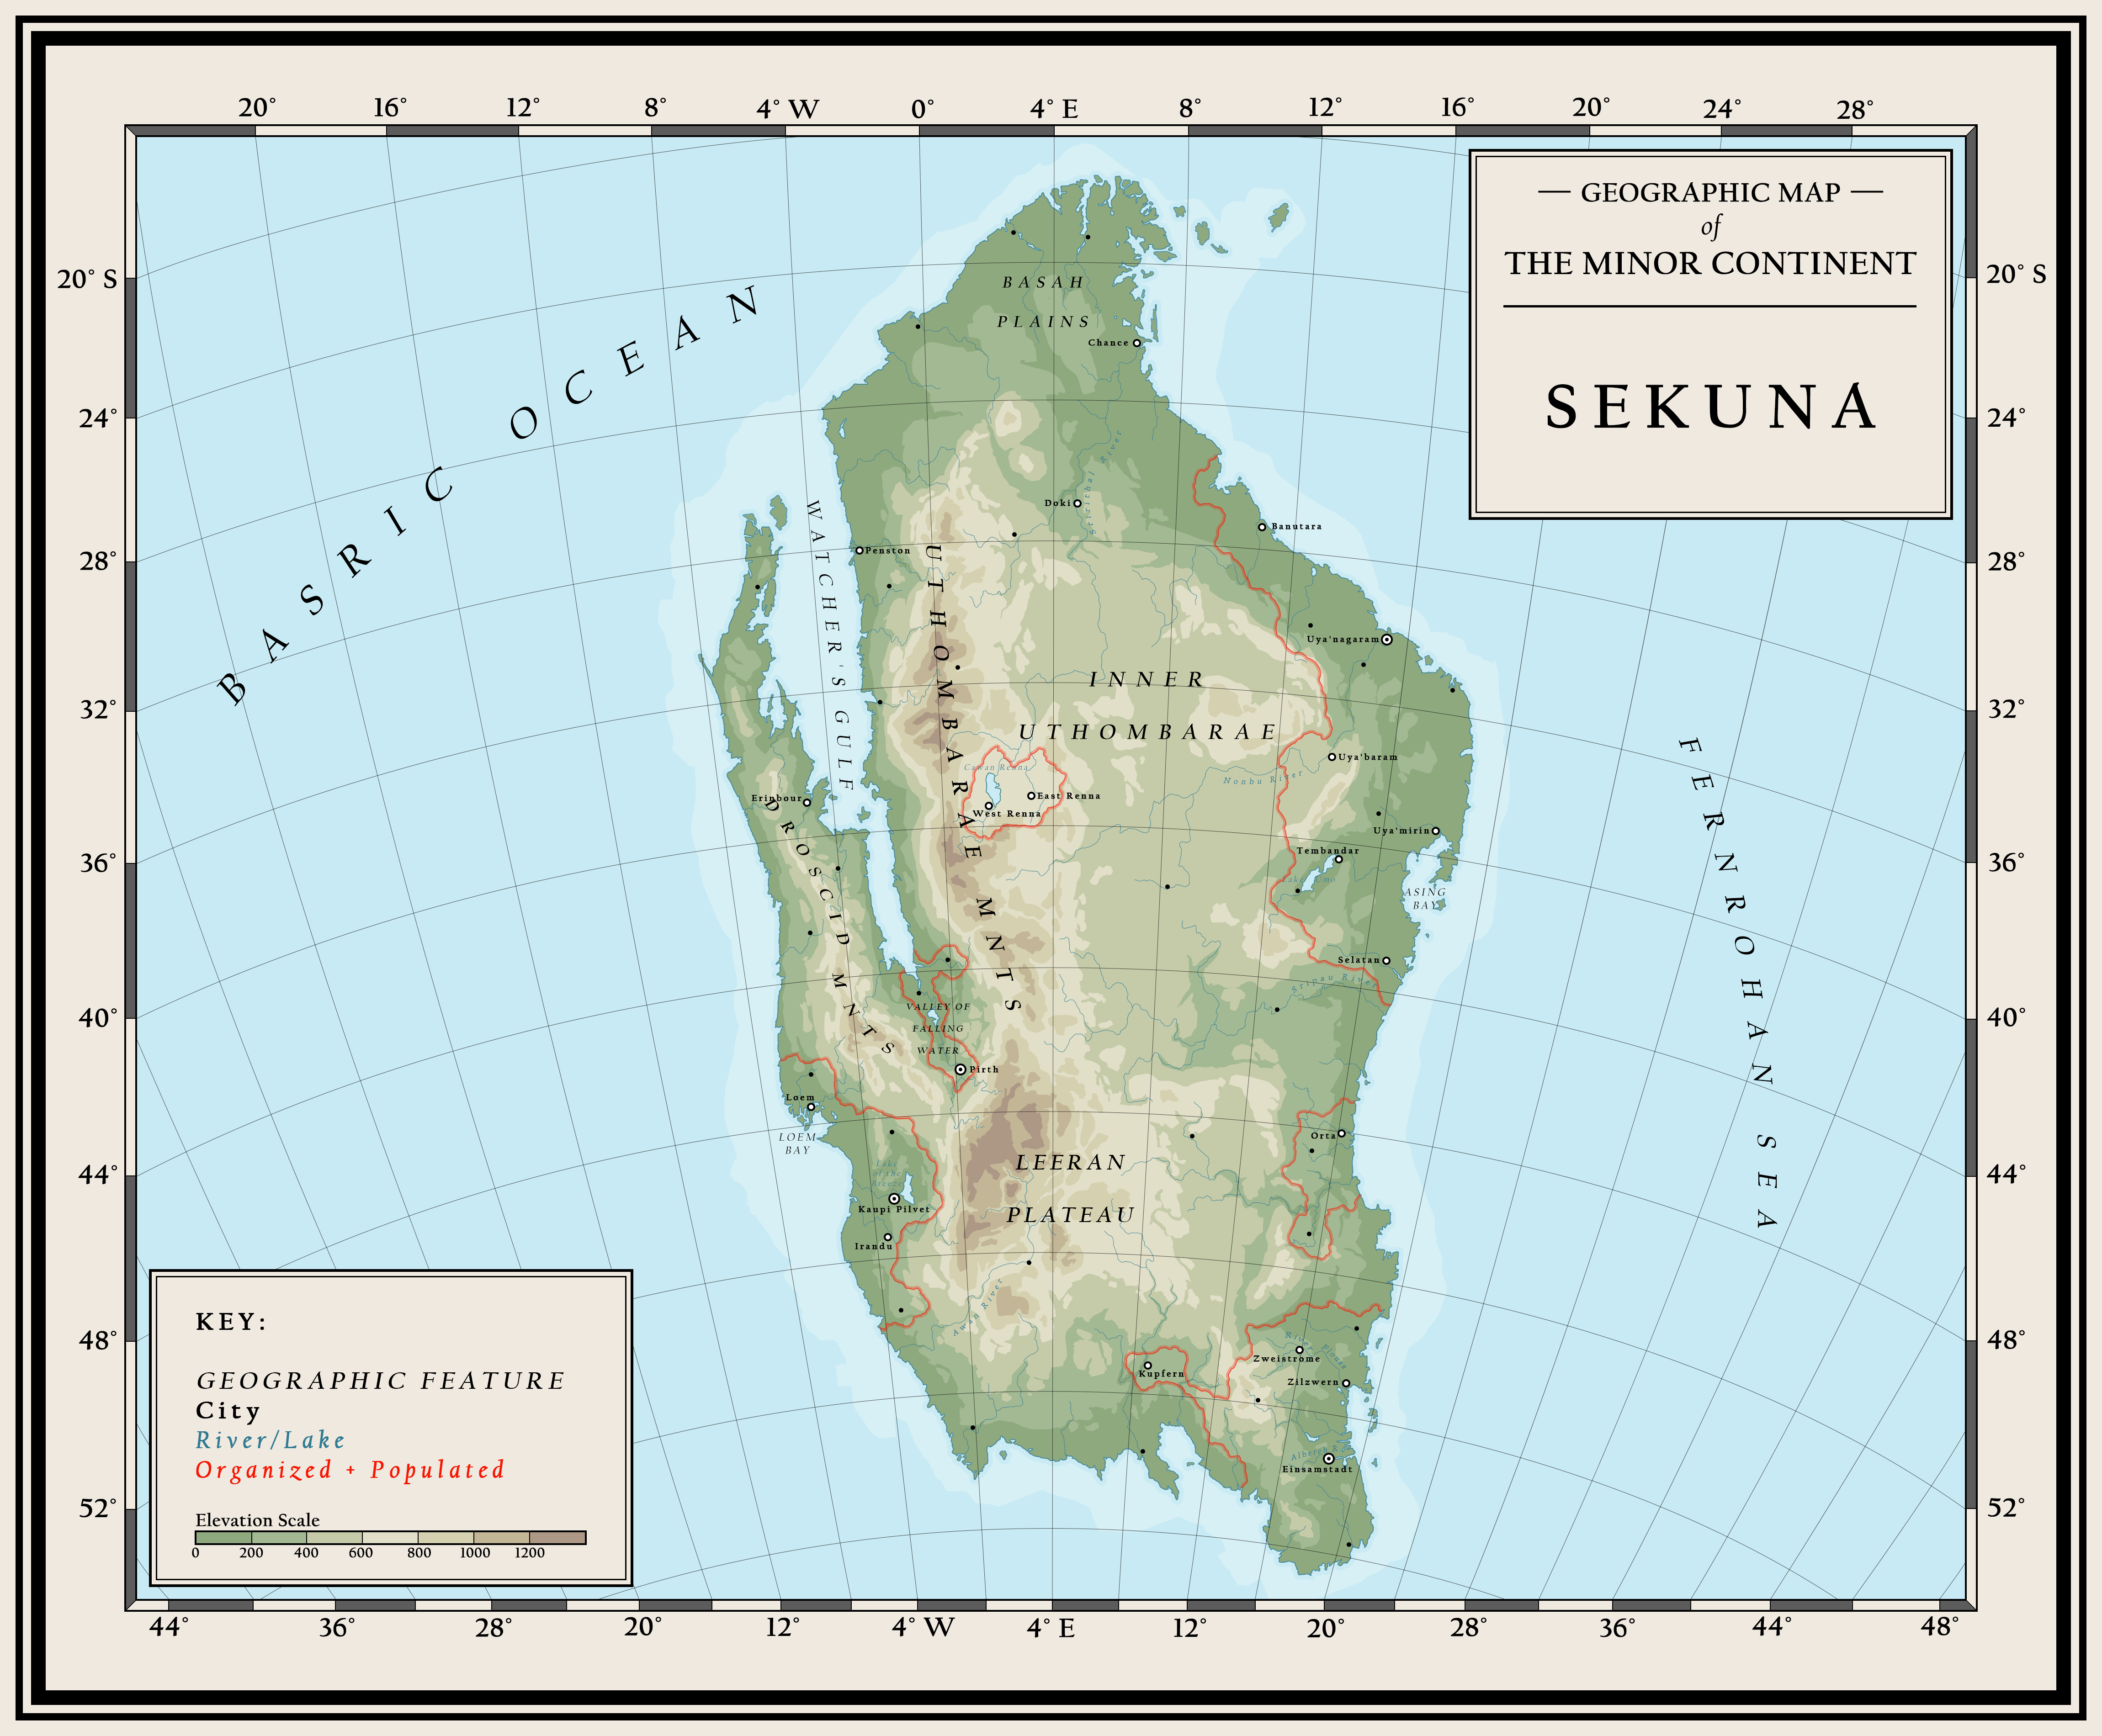 20° 16° 12° 8° 4° W 0° 4° E 8° 12° 16° 20° 24° 28°
GEOGRAPHIC MAP
of
THE MINOR CONTINENT
SEKUNA
20° S
24°
28°
32°
36°
40°
44°
48°
52°
20° S
24°
28°
32°
36°
40°
44°
48°
52°
BASRIC OCEAN
BASAH
PLAINS
Chance
Doki
Banutara
Penston
WATCHER'S GULF
UTHOMBARAE MNTS
Uya'nagaram
INNER
UTHOMBARAE
Uya'baram
Nonbu River
East Renna
West Renna
Erinbour
DROSCID MNTS
Uya'mirin
Tembandar
ASING
BAY
Selatan
FERNROHAN SEA
VALLEY OF
FALLING
WATER
Pirth
Loem
LOEM
BAY
Orta
LEERAN
PLATEAU
Kaupi Pilvet
Irandu
Awan River
Kupfern
Zweistrome
Zilzwern
Einsamstadt
KEY:
GEOGRAPHIC FEATURE
City
River/Lake
Organized + Populated
Elevation Scale
0 200 400 600 800 1000 1200
44° 36° 28° 20° 12° 4° W 4° E 12° 20° 28° 36° 44° 48°